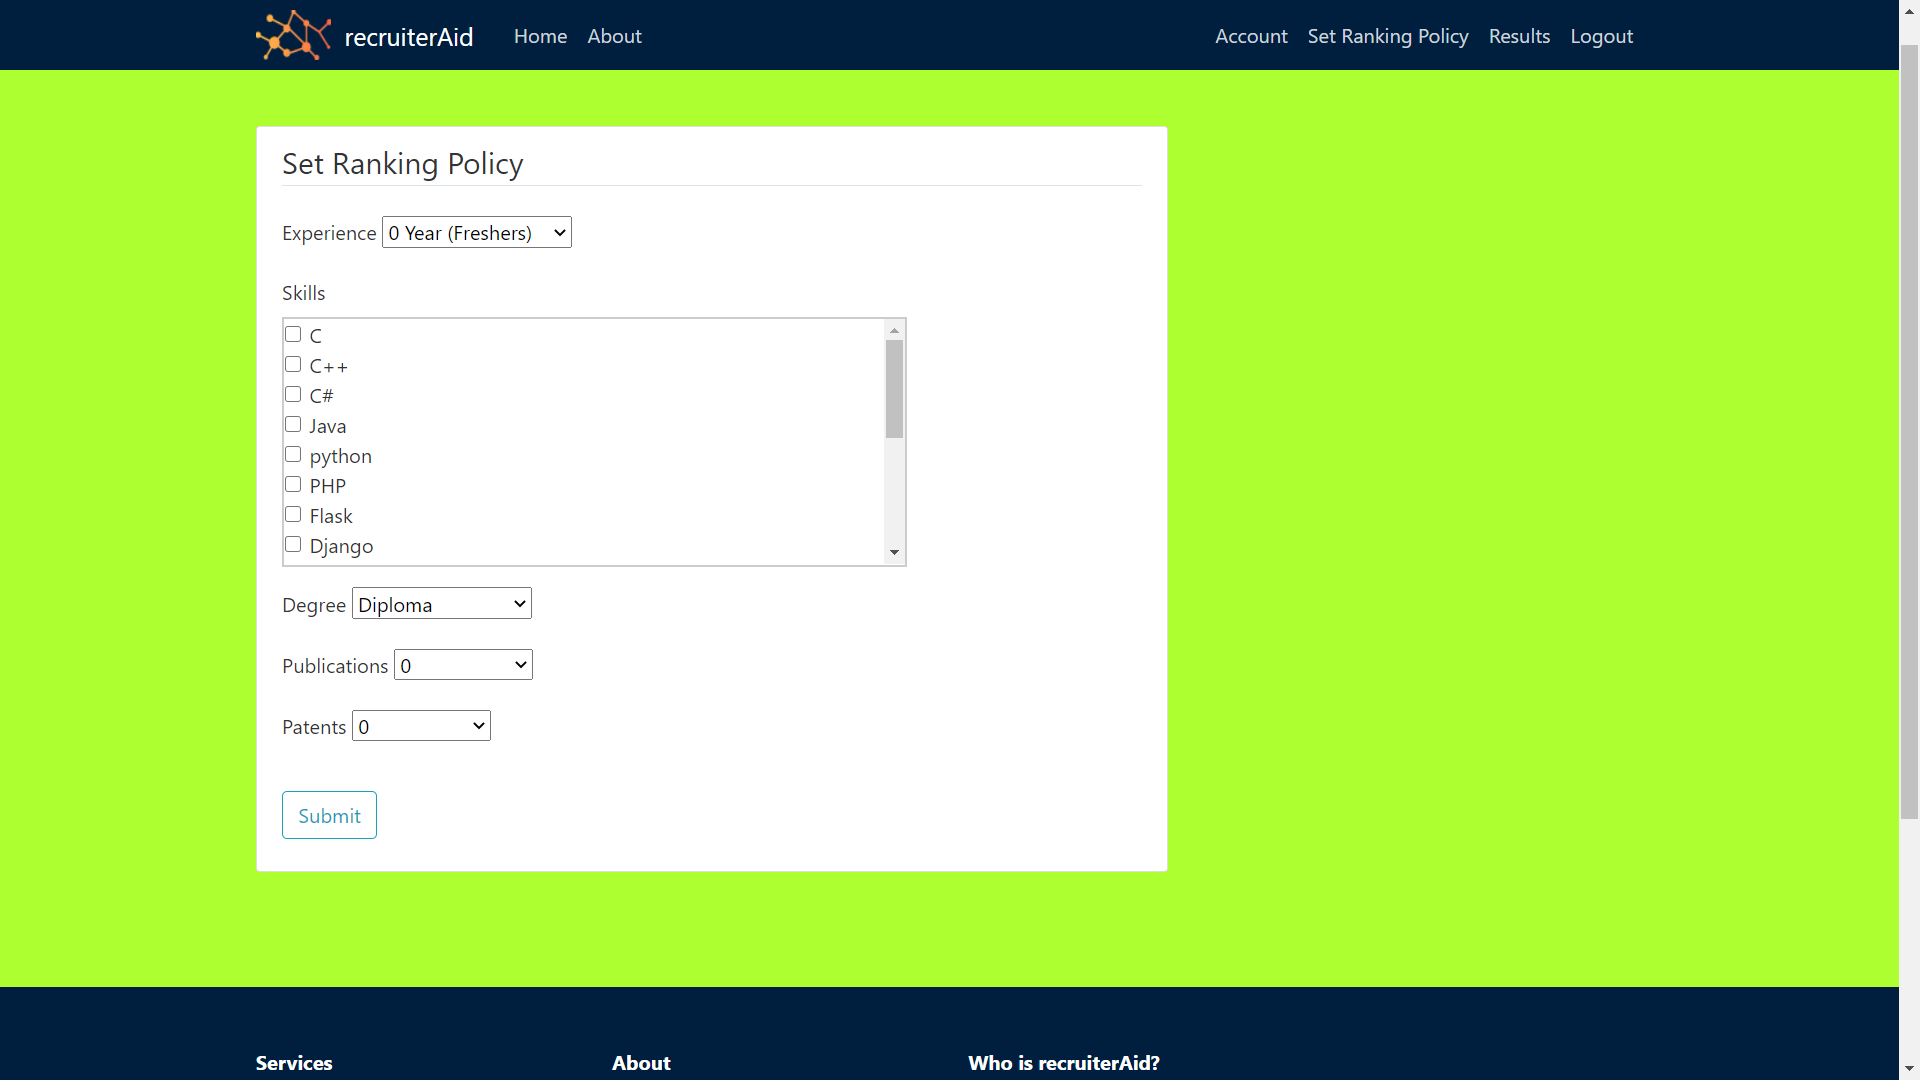 recruiterAid Home About Account Set Ranking Policy Results Logout
Set Ranking Policy
Experience 0 Year (Freshers)
Skills
C
C++
C#
Java
python
PHP
Flask
Django
Degree Diploma
Publications 0
Patents 0
Submit
Services About Who is recruiterAid?